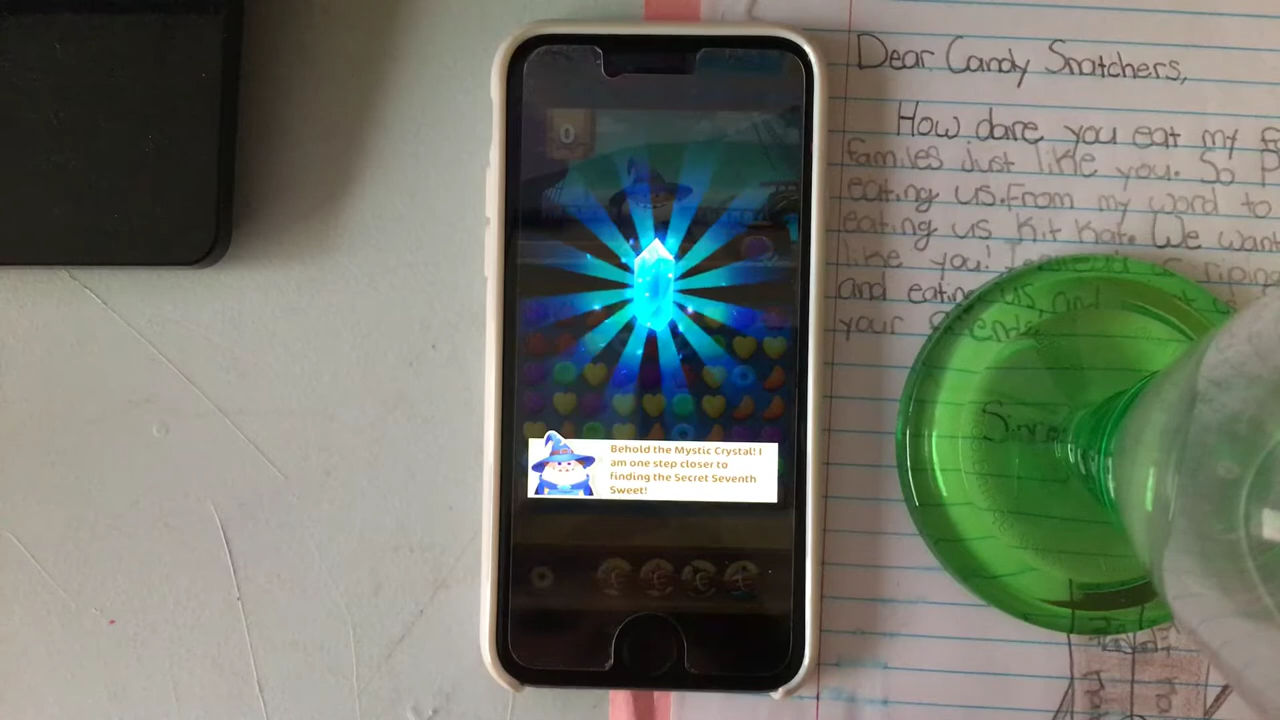 0
Behold the Mystic Crystal! I
am one step closer to
finding the Secret Seventh
Sweet!
Dear Candy Snatchers,
How dare you eat my
familes just like you. So
eating us. From my word to
eating us Kit Kat. We want
like you!
and eating us, and
your